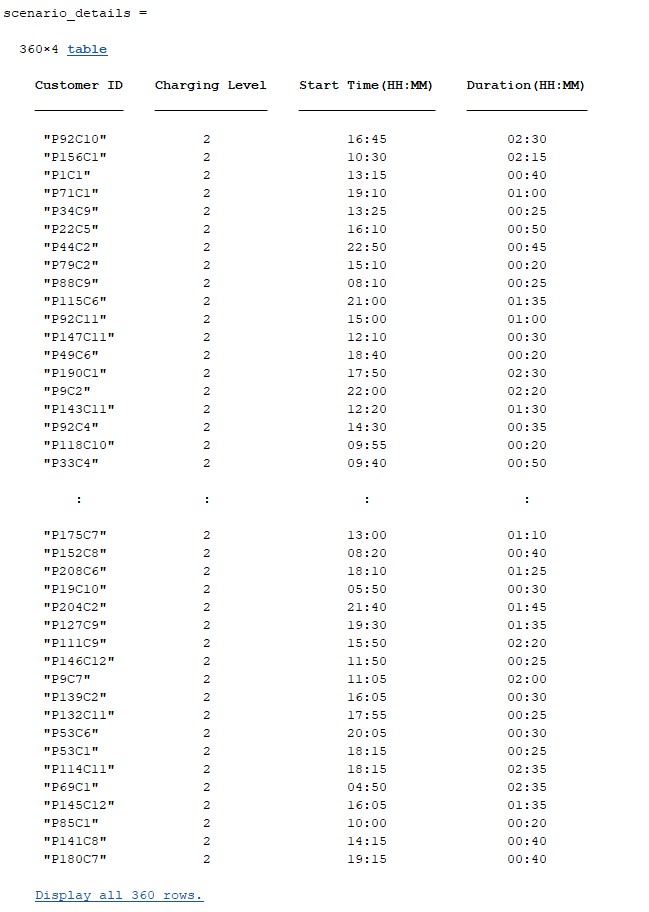 scenario_details =
360×4 table
Customer ID Charging Level Start Time(HH:MM) Duration(HH:MM)
"P92C10" 2 16:45 02:30
"P156C1" 2 10:30 02:15
"P1C1" 2 13:15 00:40
"P71C1" 2 19:10 01:00
"P34C9" 2 13:25 00:25
"P22C5" 2 16:10 00:50
"P44C2" 2 22:50 00:45
"P79C2" 2 15:10 00:20
"P88C9" 2 08:10 00:25
"P115C6" 2 21:00 01:35
"P92C11" 2 15:00 01:00
"P147C11" 2 12:10 00:30
"P49C6" 2 18:40 00:20
"P190C1" 2 17:50 02:30
"P9C2" 2 22:00 02:20
"P143C11" 2 12:20 01:30
"P92C4" 2 14:30 00:35
"P118C10" 2 09:55 00:20
"P33C4" 2 09:40 00:50
: : : :
"P175C7" 2 13:00 01:10
"P152C8" 2 08:20 00:40
"P208C6" 2 18:10 01:25
"P19C10" 2 05:50 00:30
"P204C2" 2 21:40 01:45
"P127C9" 2 19:30 01:35
"P111C9" 2 15:50 02:20
"P146C12" 2 11:50 00:25
"P9C7" 2 11:05 02:00
"P139C2" 2 16:05 00:30
"P132C11" 2 17:55 00:25
"P53C6" 2 20:05 00:30
"P53C1" 2 18:15 00:25
"P114C11" 2 18:15 02:35
"P69C1" 2 04:50 02:35
"P145C12" 2 16:05 01:35
"P85C1" 2 10:00 00:20
"P141C8" 2 14:15 00:40
"P180C7" 2 19:15 00:40
Display all 360 rows.